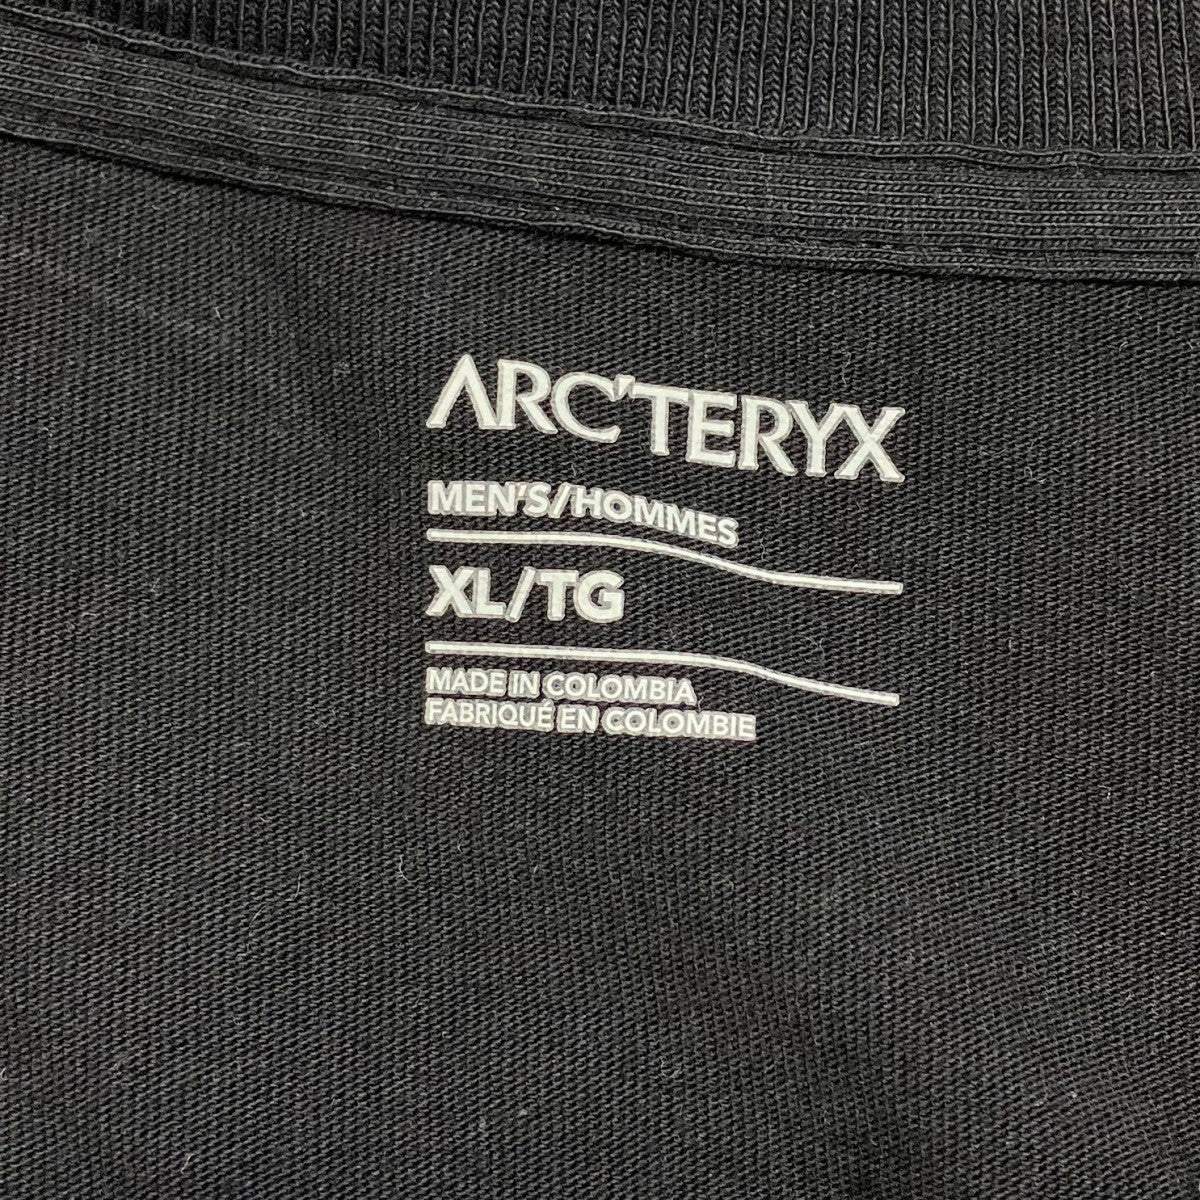 ARC'TERYX
MEN'S/HOMMES
XL/TG
MADE IN COLOMBIA
FABRIQUÉ EN COLOMBIE